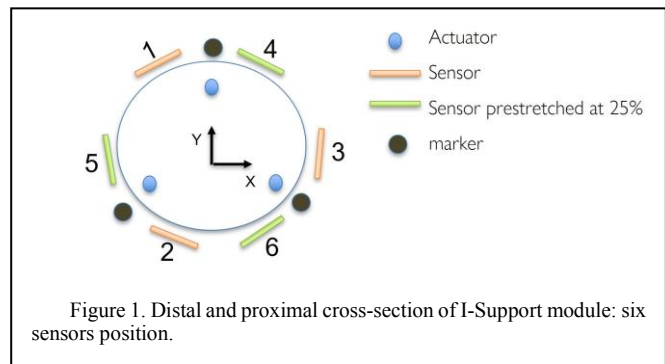 1
4
Actuator
Sensor
Sensor prestretched at 25%
marker
Y
X
5
3
2
6
Figure 1. Distal and proximal cross-section of I-Support module: six
sensors position.